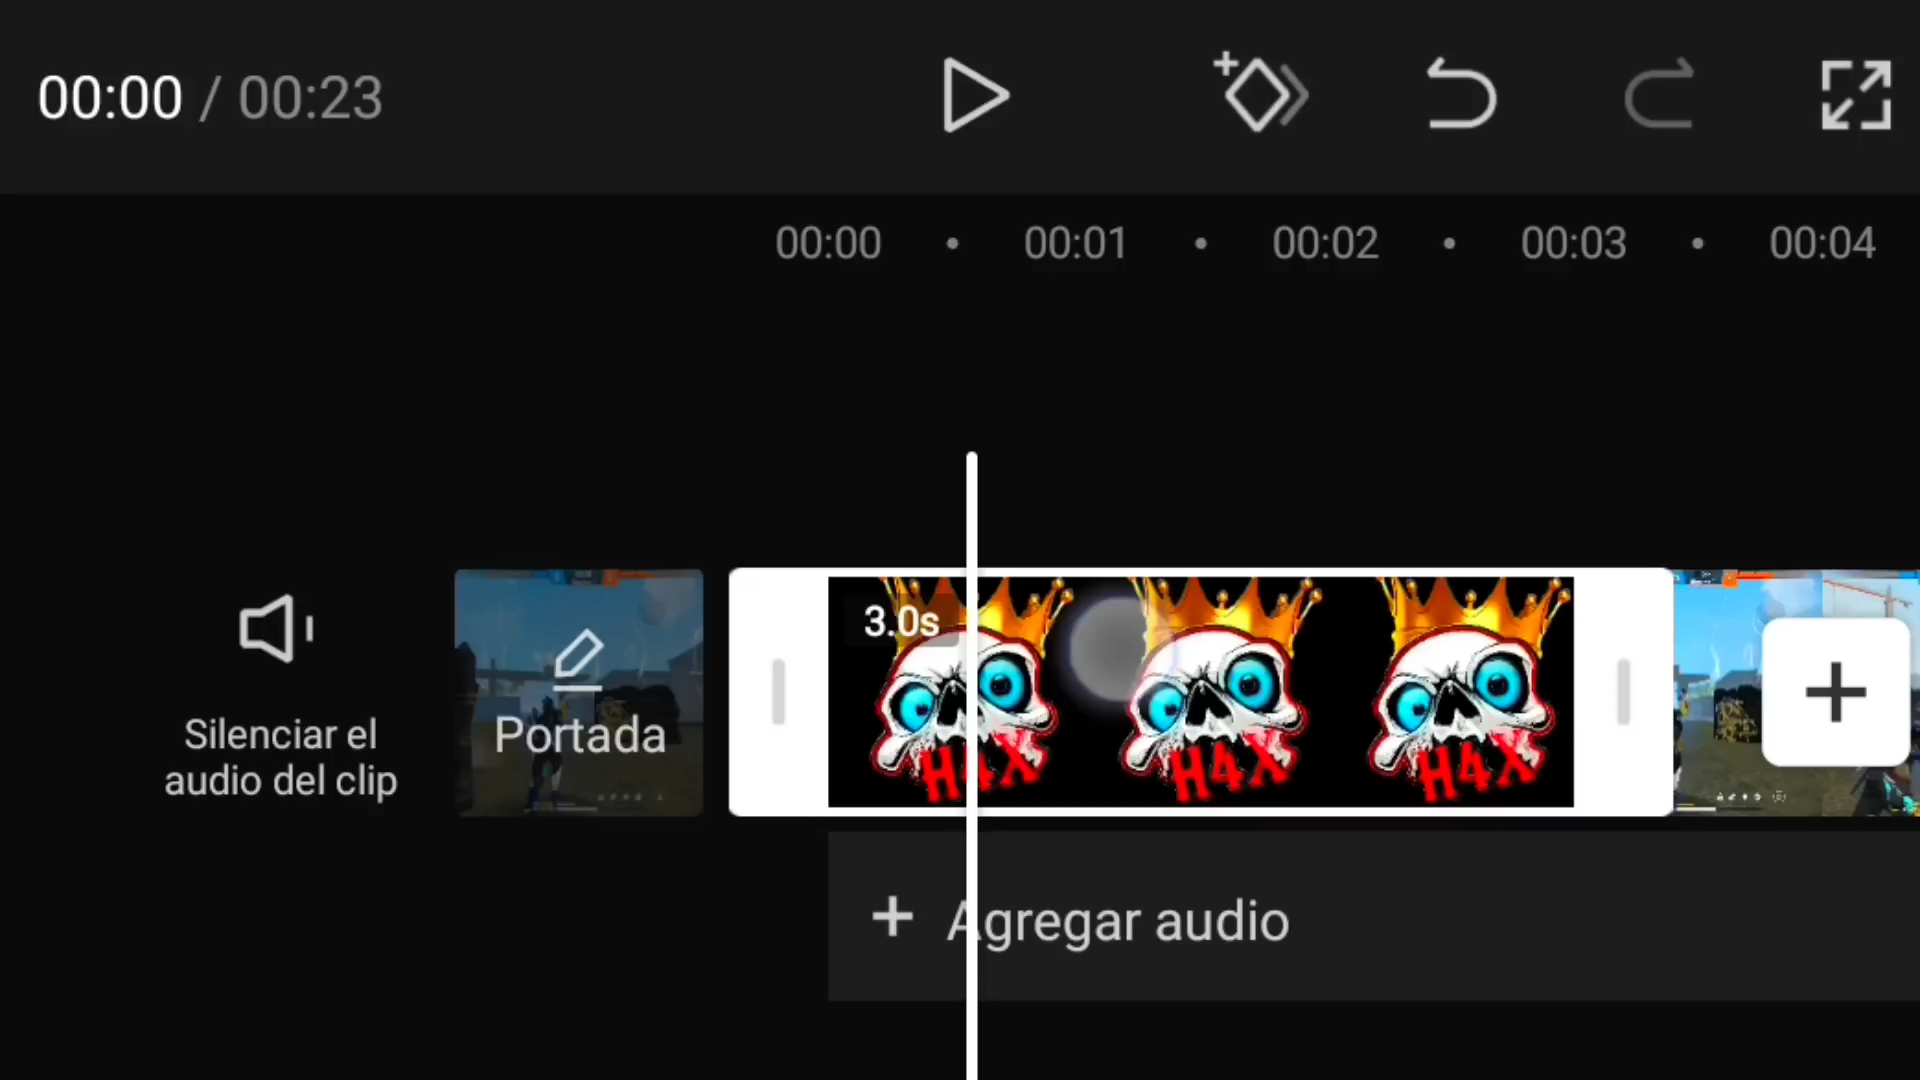 00:00 / 00:23
00:00 00:01 00:02 00:03 00:04
Silenciar el
audio del clip
Portada
3.0s
H4X H4X H4X
Agregar audio